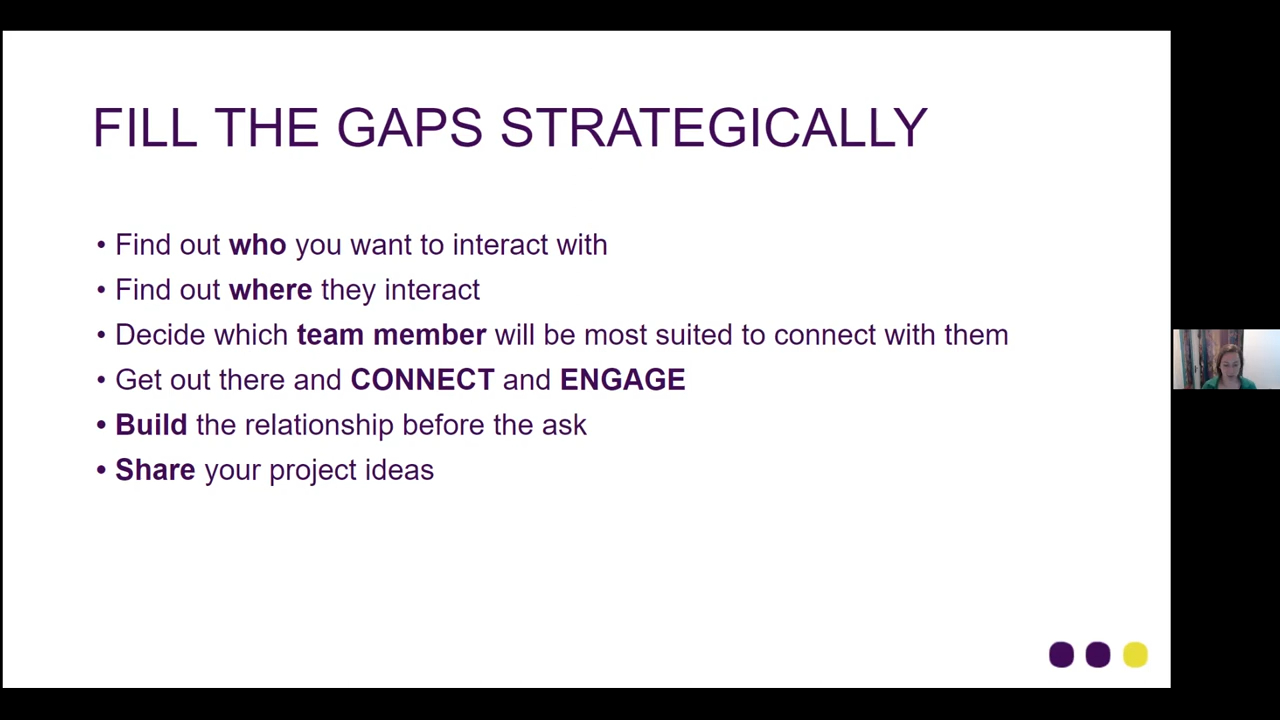 FILL THE GAPS STRATEGICALLY
• Find out who you want to interact with
• Find out where they interact
• Decide which team member will be most suited to connect with them
• Get out there and CONNECT and ENGAGE
• Build the relationship before the ask
• Share your project ideas